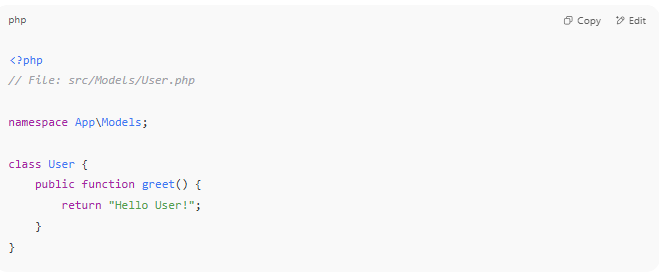 php
Copy
Edit
<?php
// File: src/Models/User.php
namespace App\Models;
class User {
    public function greet() {
        return "Hello User!";
    }
}